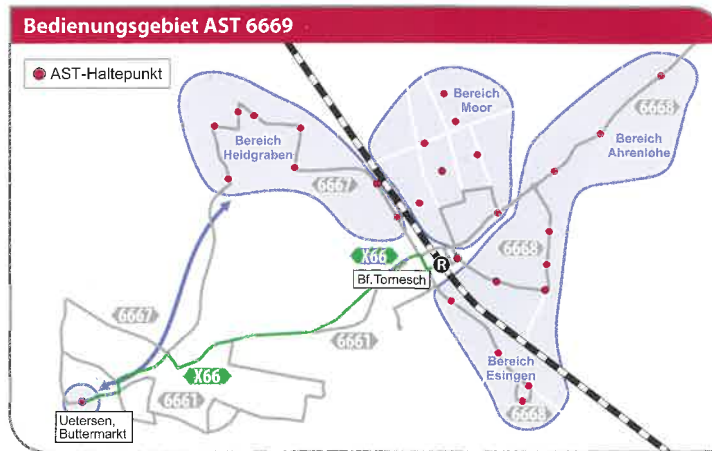 Bedienungsgebiet AST 6669
AST-Haltepunkt
Bereich
Moor
6668
Bereich
Heidgraben
Bereich
Ahrenlohe
6667
6668
X66
R
Bf.Tornesch
6667
6661
X66
6661
Bereich
Esingen
6668
Uetersen,
Buttermarkt